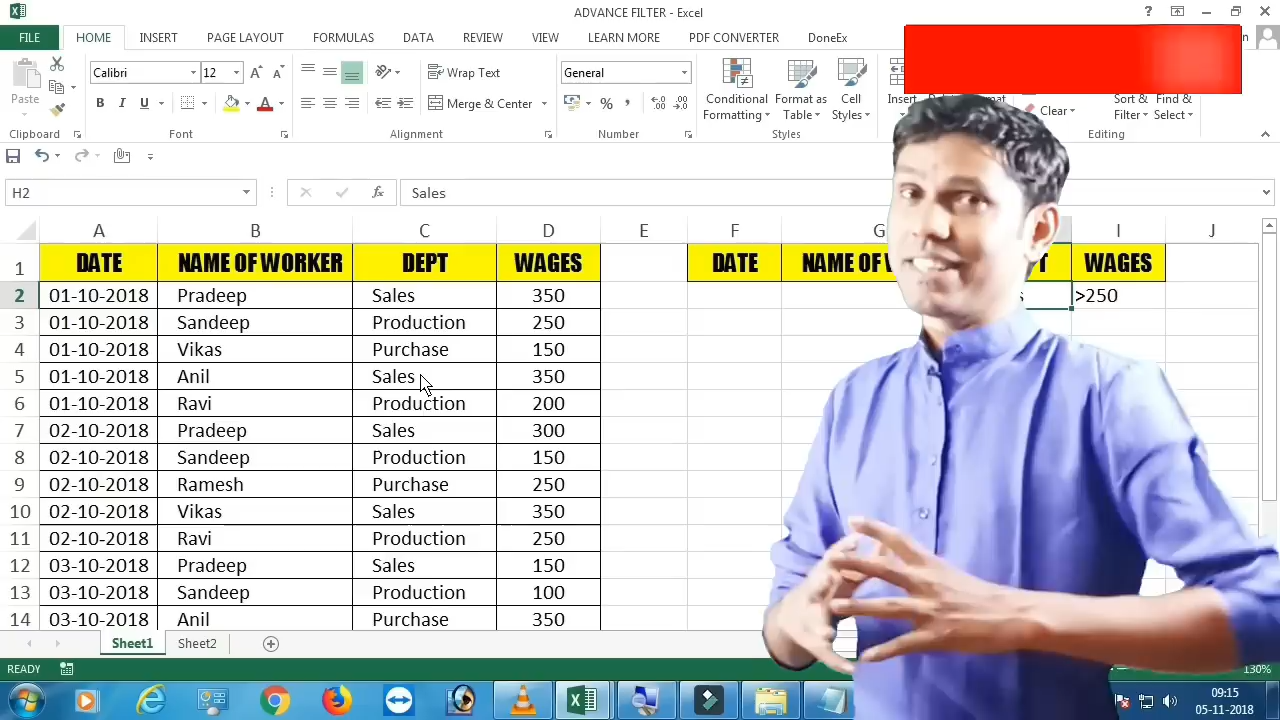 ADVANCE FILTER - Excel
FILE HOME INSERT PAGE LAYOUT FORMULAS DATA REVIEW VIEW LEARN MORE PDF CONVERTER DoneEx
Calibri 12 Wrap Text General
Paste B I U Merge & Center % Conditional Formatting Format as Table Cell Styles Insert Format Clear Sort & Filter Find & Select
Clipboard Font Alignment Number Styles Editing
H2 fx Sales
A B C D E F G I J
1 DATE NAME OF WORKER DEPT WAGES DATE NAME OF WAGES
2 01-10-2018 Pradeep Sales 350 >250
3 01-10-2018 Sandeep Production 250
4 01-10-2018 Vikas Purchase 150
5 01-10-2018 Anil Sales 350
6 01-10-2018 Ravi Production 200
7 02-10-2018 Pradeep Sales 300
8 02-10-2018 Sandeep Production 150
9 02-10-2018 Ramesh Purchase 250
10 02-10-2018 Vikas Sales 350
11 02-10-2018 Ravi Production 250
12 03-10-2018 Pradeep Sales 150
13 03-10-2018 Sandeep Production 100
14 03-10-2018 Anil Purchase 350
Sheet1 Sheet2
READY 130%
09:15
05-11-2018